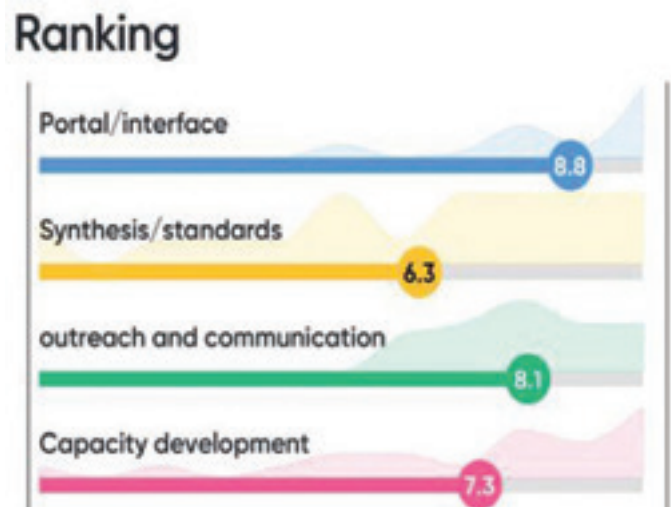 Ranking
Portal/interface
8.8
Synthesis/standards
6.3
outreach and communication
8.1
Capacity development
7.3